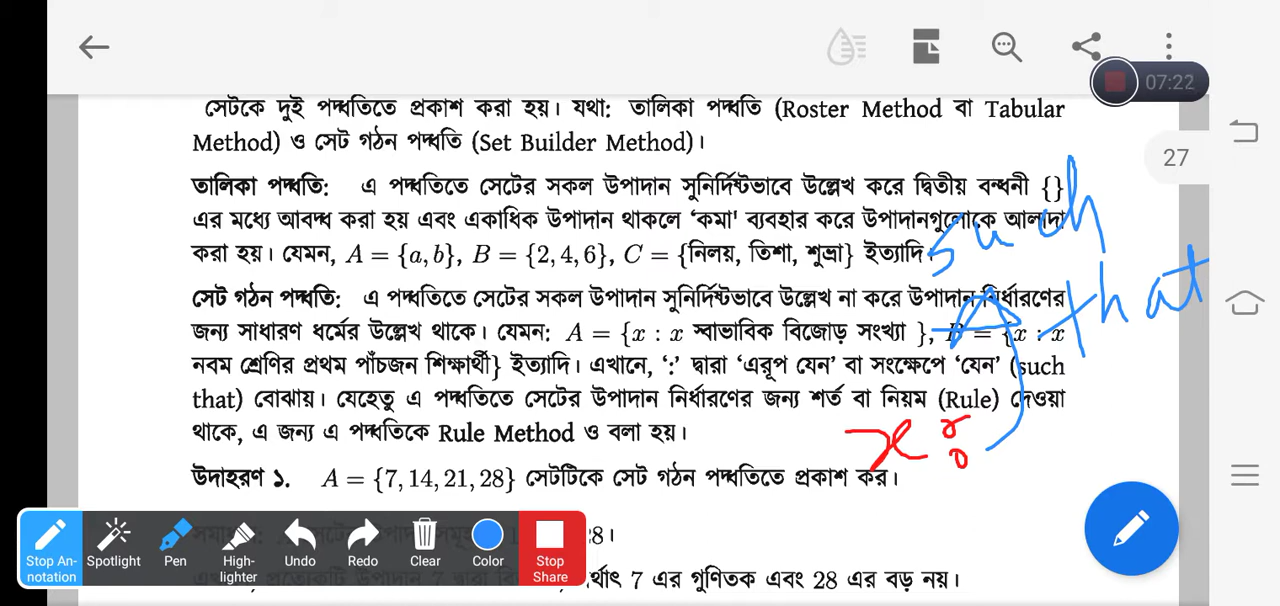 07:22
সেটকে দুই পদ্ধতিতে প্রকাশ করা হয়। যথা: তালিকা পদ্ধতি (Roster Method বা Tabular
Method) ও সেট গঠন পদ্ধতি (Set Builder Method)।
27
তালিকা পদ্ধতি: এ পদ্ধতিতে সেটের সকল উপাদান সুনির্দিষ্টভাবে উল্লেখ করে দ্বিতীয় বন্ধনী {}
এর মধ্যে আবদ্ধ করা হয় এবং একাধিক উপাদান থাকলে ‘কমা' ব্যবহার করে উপাদানগুলোকে আলাদা
such
করা হয়। যেমন, A = {a, b}, B = {2, 4, 6}, C = {নিলয়, তিশা, শুভ্রা} ইত্যাদি।
that
সেট গঠন পদ্ধতি: এ পদ্ধতিতে সেটের সকল উপাদান সুনির্দিষ্টভাবে উল্লেখ না করে উপাদান নির্ধারণের
জন্য সাধারণ ধর্মের উল্লেখ থাকে। যেমন: A = {x : x স্বাভাবিক বিজোড় সংখ্যা }, B = {x : x
নবম শ্রেণির প্রথম পাঁচজন শিক্ষার্থী} ইত্যাদি। এখানে, ‘:’ দ্বারা ‘এরূপ যেন’ বা সংক্ষেপে ‘যেন’ (such
that) বোঝায়। যেহেতু এ পদ্ধতিতে সেটের উপাদান নির্ধারণের জন্য শর্ত বা নিয়ম (Rule) দেওয়া
থাকে, এ জন্য এ পদ্ধতিকে Rule Method ও বলা হয়।
x :
উদাহরণ ১. A = {7, 14, 21, 28} সেটটিকে সেট গঠন পদ্ধতিতে প্রকাশ কর।
28।
Stop Annotation Spotlight Pen Highlighter Undo Redo Clear Color Stop Share
র্থাৎ 7 এর গুণিতক এবং 28 এর বড় নয়।